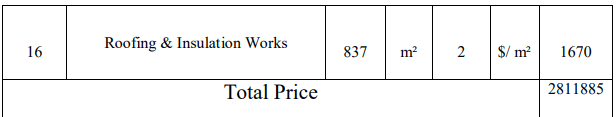 16 Roofing & Insulation Works 837 m² 2 $/ m² 1670
Total Price 2811885